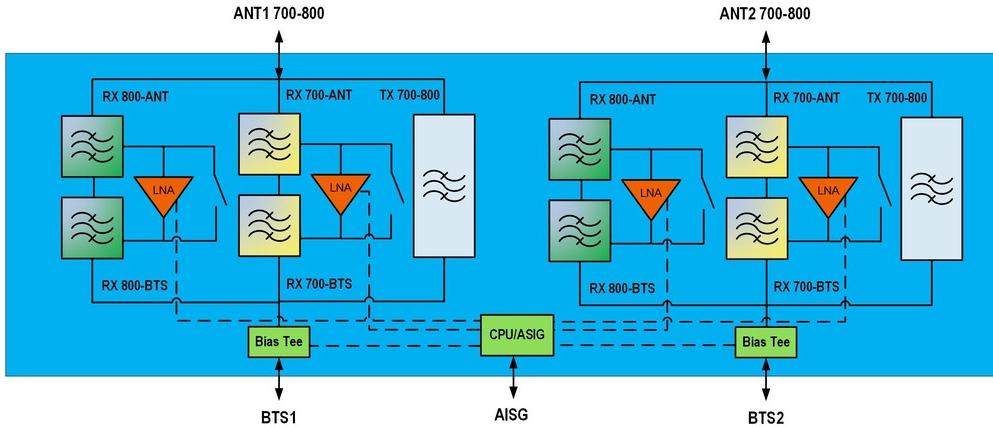 ANT1 700-800
ANT2 700-800
RX 800-ANT
RX 700-ANT
TX 700-800
RX 800-ANT
RX 700-ANT
TX 700-800
LNA
LNA
LNA
LNA
RX 800-BTS
RX 700-BTS
RX 800-BTS
RX 700-BTS
Bias Tee
CPU/ASIG
Bias Tee
BTS1
AISG
BTS2